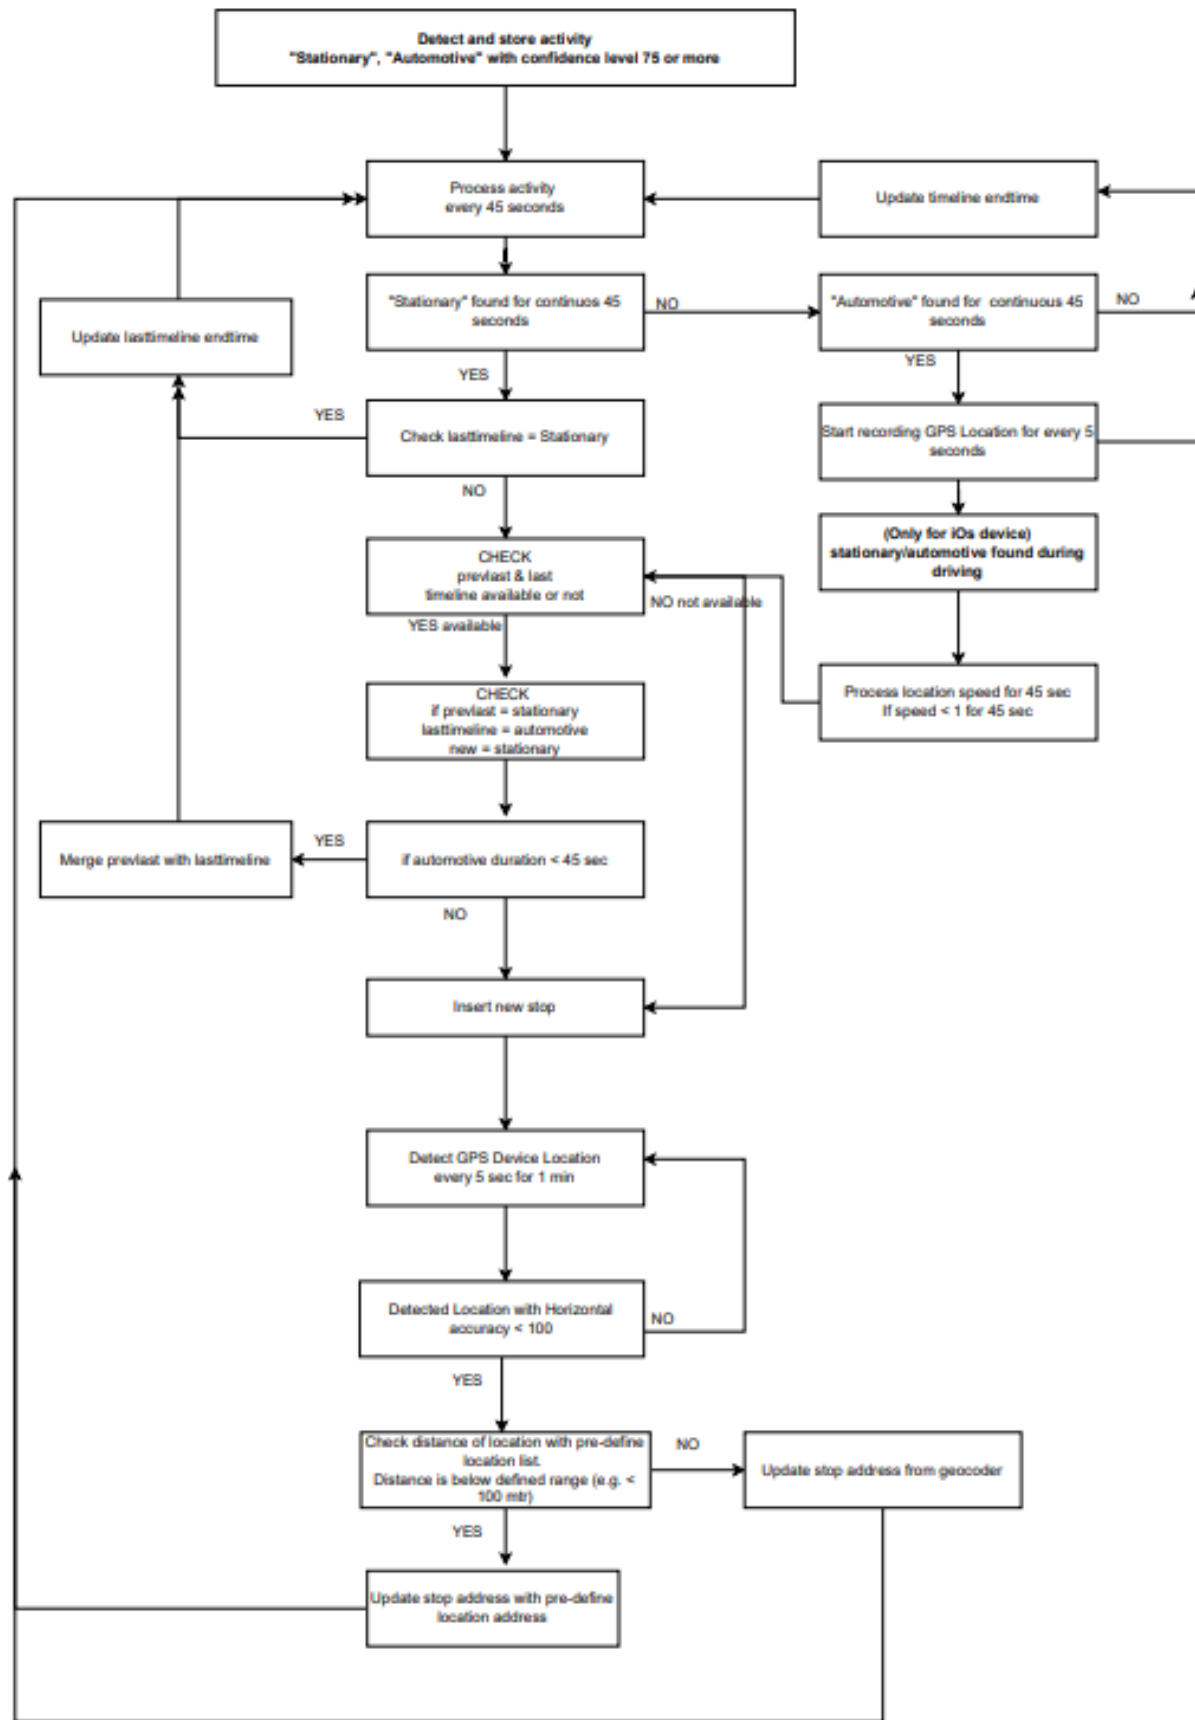 Detect and store activity
"Stationary", "Automotive" with confidence level 75 or more
Process activity
every 45 seconds
Update timeline endtime
"Stationary" found for continuos 45
seconds
NO
"Automotive" found for continuous 45
seconds
NO
Update lasttimeline endtime
YES
YES
YES
Check lasttimeline = Stationary
Start recording GPS Location for every 5
seconds
NO
(Only for iOs device)
stationary/automotive found during
driving
CHECK
prevlast & last
timeline available or not
NO not available
YES available
Process location speed for 45 sec
If speed < 1 for 45 sec
CHECK
if prevlast = stationary
lasttimeline = automotive
new = stationary
Merge prevlast with lasttimeline
YES
if automotive duration < 45 sec
NO
Insert new stop
Detect GPS Device Location
every 5 sec for 1 min
Detected Location with Horizontal
accuracy < 100
NO
YES
Check distance of location with pre-define
location list.
Distance is below defined range (e.g. <
100 mtr)
NO
Update stop address from geocoder
YES
Update stop address with pre-define
location address